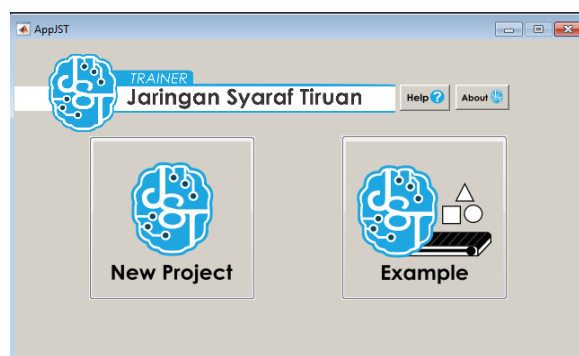 AppJST
TRAINER
Jaringan Syaraf Tiruan
Help ?
About
New Project
Example